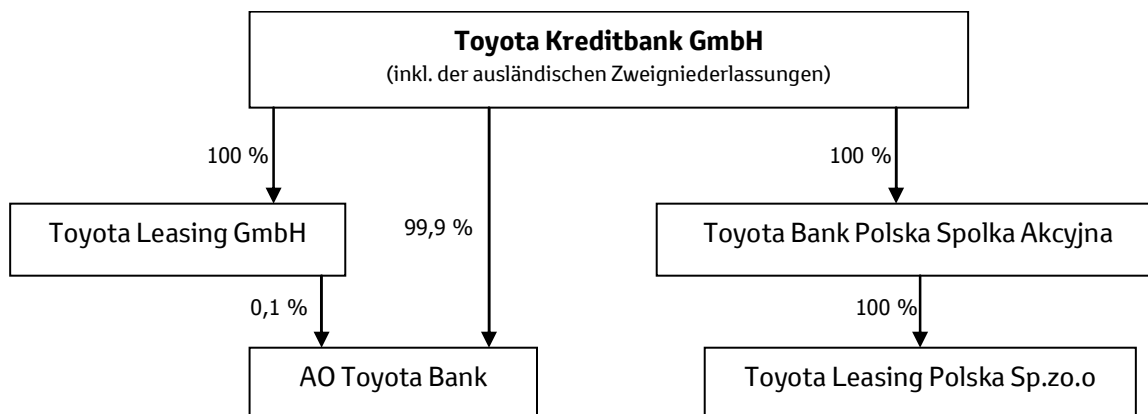 Toyota Kreditbank GmbH
(inkl. der ausländischen Zweigniederlassungen)
100 %
100 %
Toyota Leasing GmbH
99,9 %
Toyota Bank Polska Spolka Akcyjna
0,1 %
100 %
AO Toyota Bank
Toyota Leasing Polska Sp.zo.o